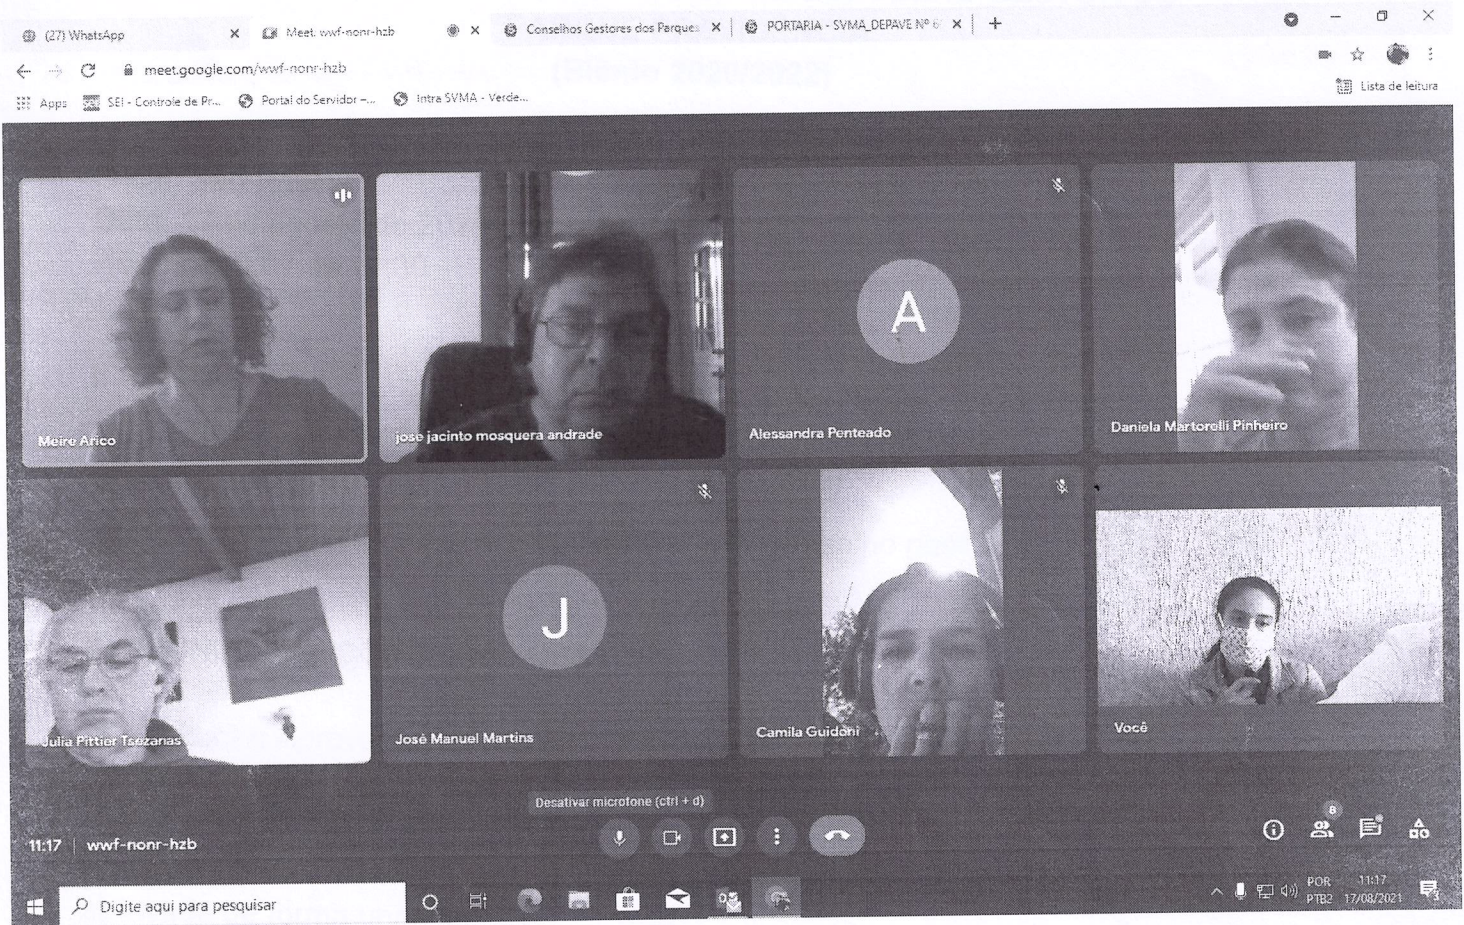 (27) WhatsApp
Meet: wwf-nonr-hzb
Conselhos Gestores dos Parques
PORTARIA - SVMA_DEPAVE Nº 6
meet.google.com/wwf-nonr-hzb
Apps
SEI - Controle de Pr...
Portal do Servidor –...
Intra SVMA - Verde...
Lista de leitura
Meire Arico
jose jacinto mosquera andrade
A
Alessandra Penteado
Daniela Martorelli Pinheiro
Julia Pittier Tsezanas
J
José Manuel Martins
Camila Guidoni
Você
Desativar microfone (ctrl + d)
8
11:17 | wwf-nonr-hzb
Digite aqui para pesquisar
POR
PTB2
11:17
17/08/2021